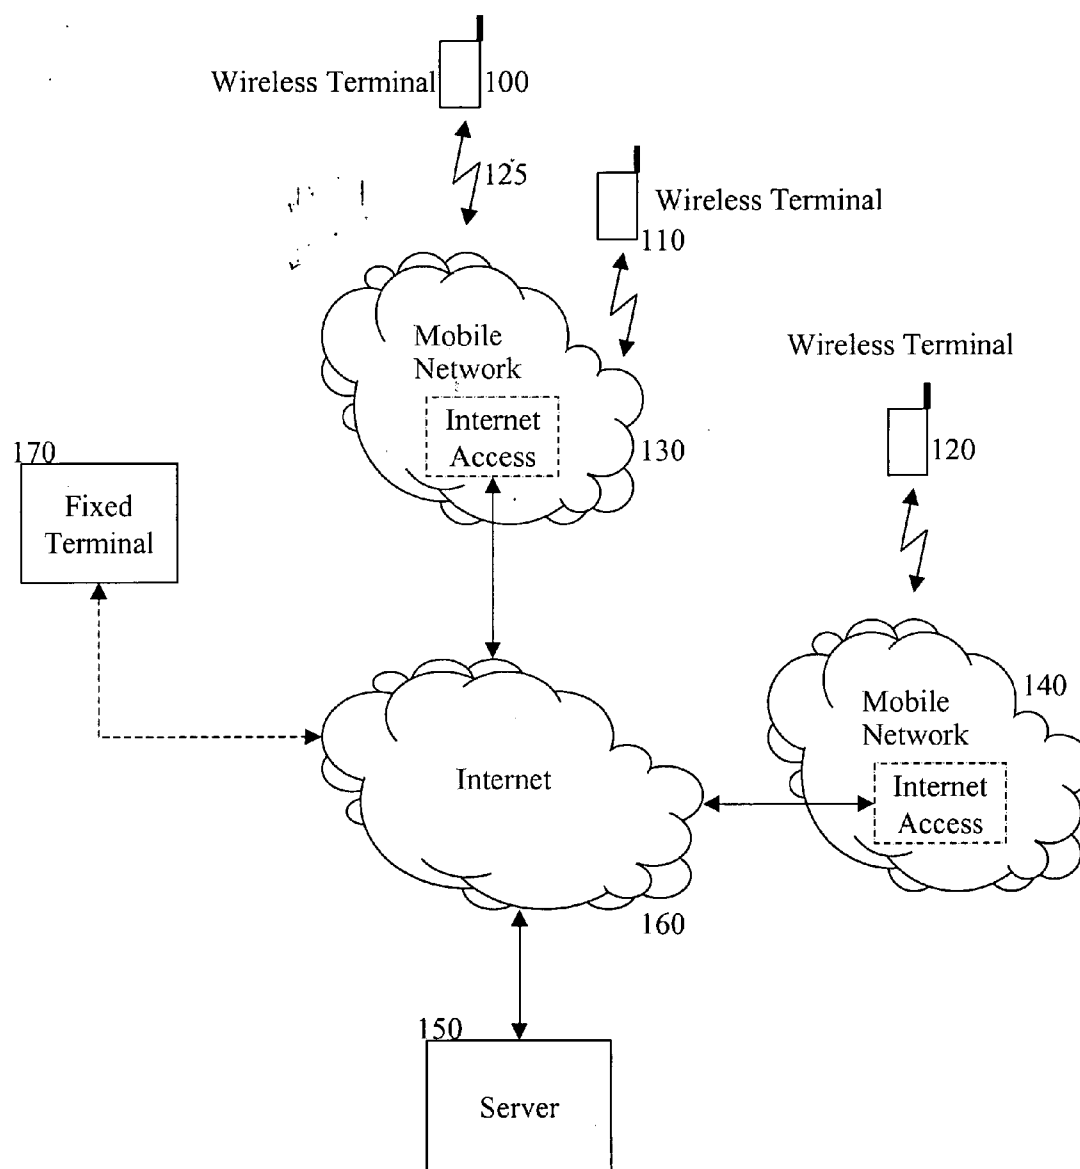 Wireless Terminal
100
125
Wireless Terminal
110
Mobile
Network
Internet
Access
130
Wireless Terminal
120
170
Fixed
Terminal
140
Mobile
Network
Internet
Access
Internet
160
150
Server